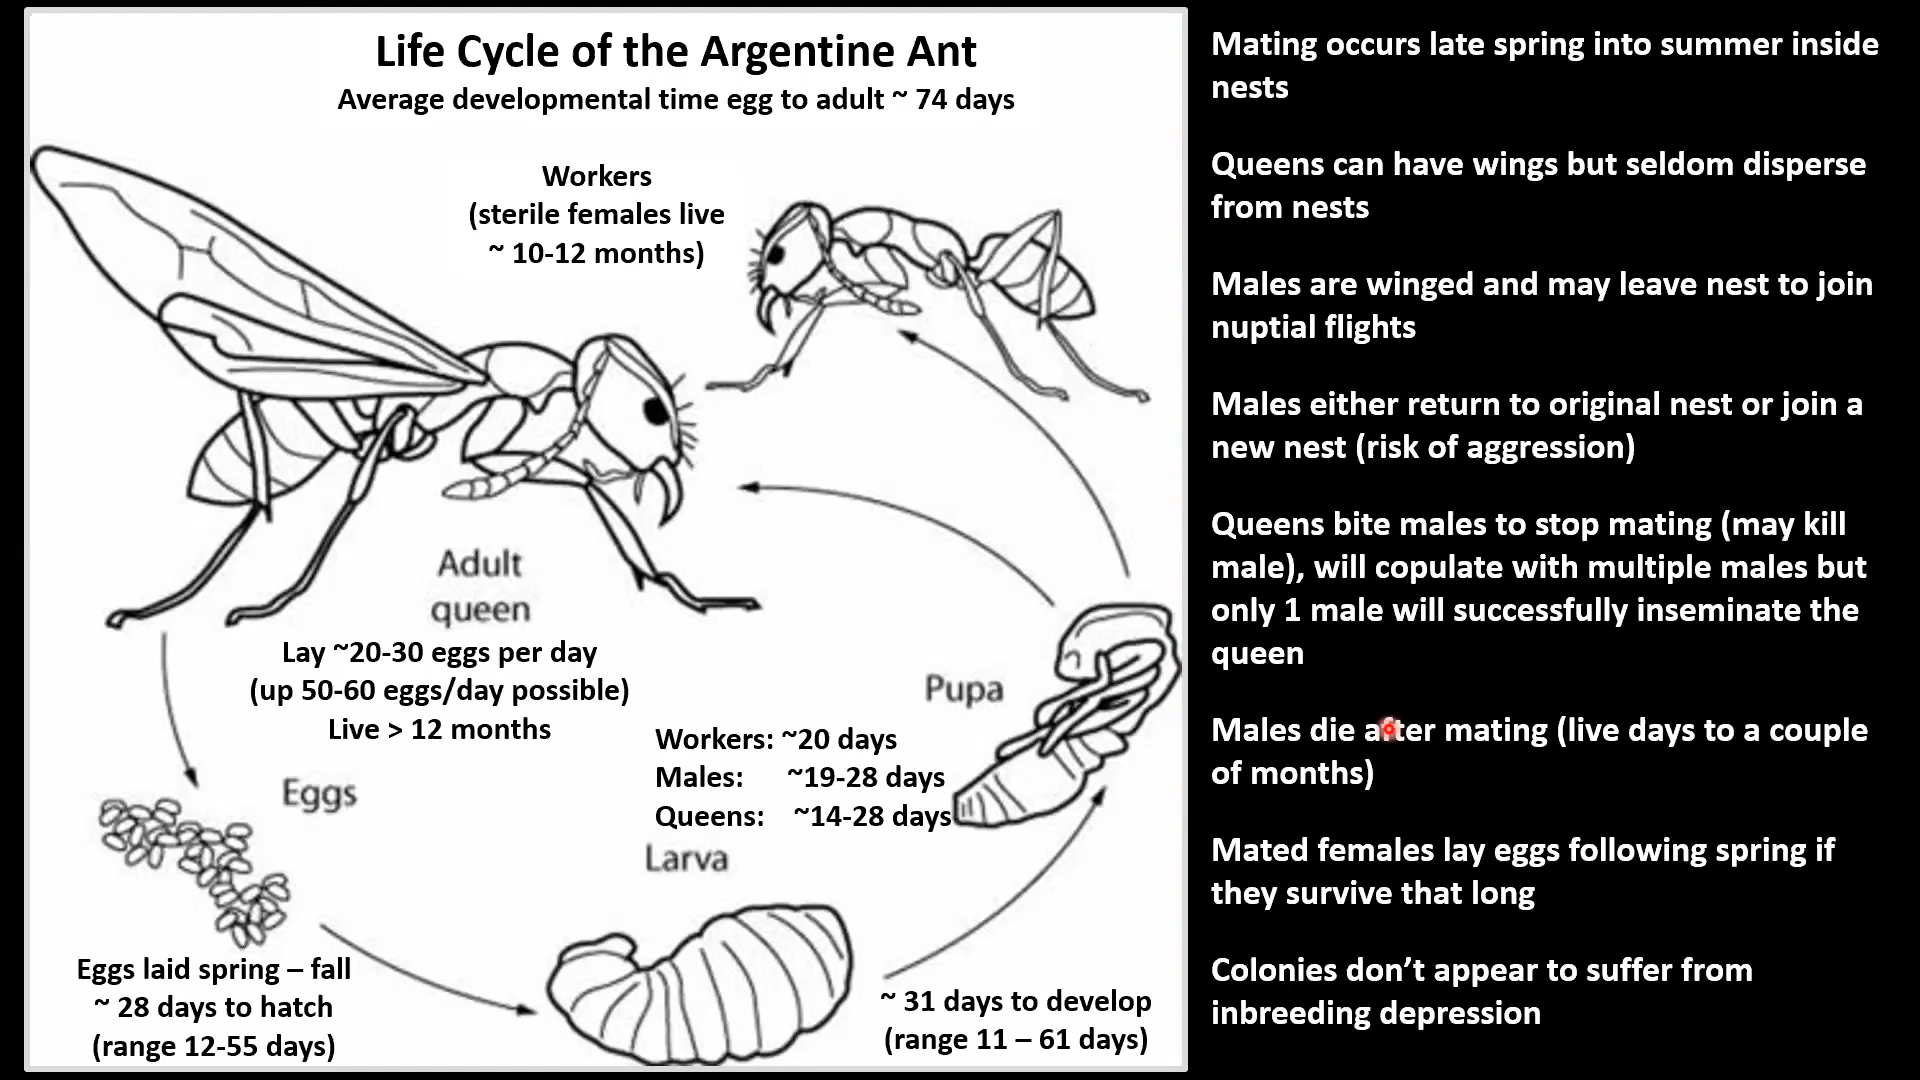 Life Cycle of the Argentine Ant
Average developmental time egg to adult ~ 74 days
Workers
(sterile females live
~ 10-12 months)
Adult
queen
Lay ~20-30 eggs per day
(up 50-60 eggs/day possible)
Live > 12 months
Eggs
Eggs laid spring – fall
~ 28 days to hatch
(range 12-55 days)
Larva
~ 31 days to develop
(range 11 – 61 days)
Pupa
Workers: ~20 days
Males: ~19-28 days
Queens: ~14-28 days
Mating occurs late spring into summer inside
nests
Queens can have wings but seldom disperse
from nests
Males are winged and may leave nest to join
nuptial flights
Males either return to original nest or join a
new nest (risk of aggression)
Queens bite males to stop mating (may kill
male), will copulate with multiple males but
only 1 male will successfully inseminate the
queen
Males die after mating (live days to a couple
of months)
Mated females lay eggs following spring if
they survive that long
Colonies don’t appear to suffer from
inbreeding depression